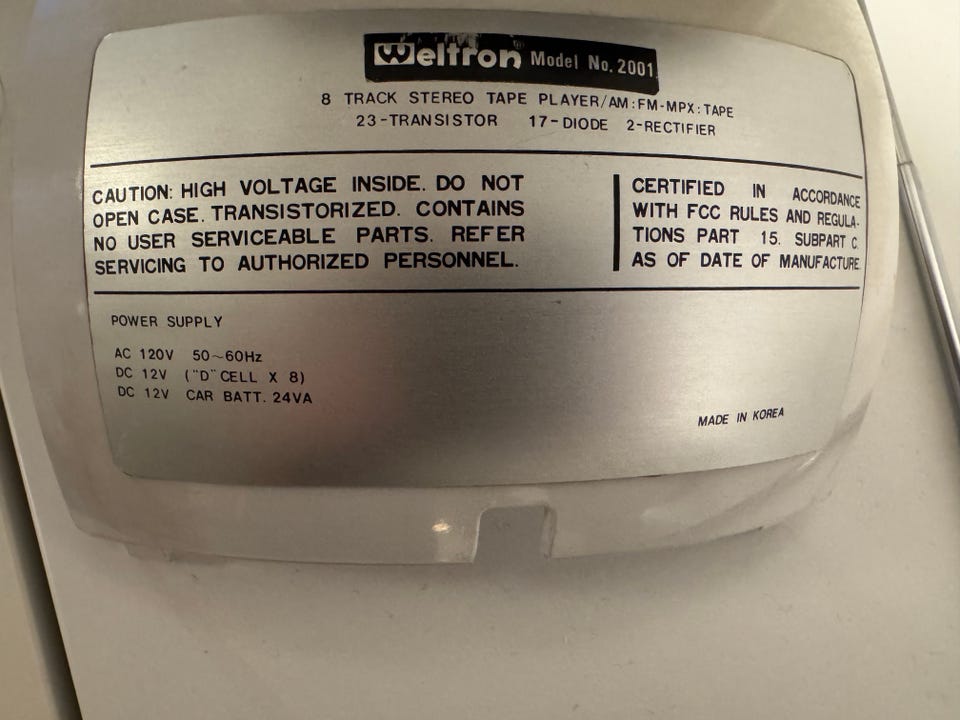 Weltron Model No. 2001
8 TRACK STEREO TAPE PLAYER/AM:FM-MPX:TAPE
23-TRANSISTOR 17-DIODE 2-RECTIFIER
CAUTION: HIGH VOLTAGE INSIDE. DO NOT
OPEN CASE. TRANSISTORIZED. CONTAINS
NO USER SERVICEABLE PARTS. REFER
SERVICING TO AUTHORIZED PERSONNEL.
CERTIFIED IN ACCORDANCE
WITH FCC RULES AND REGULA-
TIONS PART 15. SUBPART C.
AS OF DATE OF MANUFACTURE.
POWER SUPPLY
AC 120V 50~60Hz
DC 12V ("D" CELL X 8)
DC 12V CAR BATT. 24VA
MADE IN KOREA